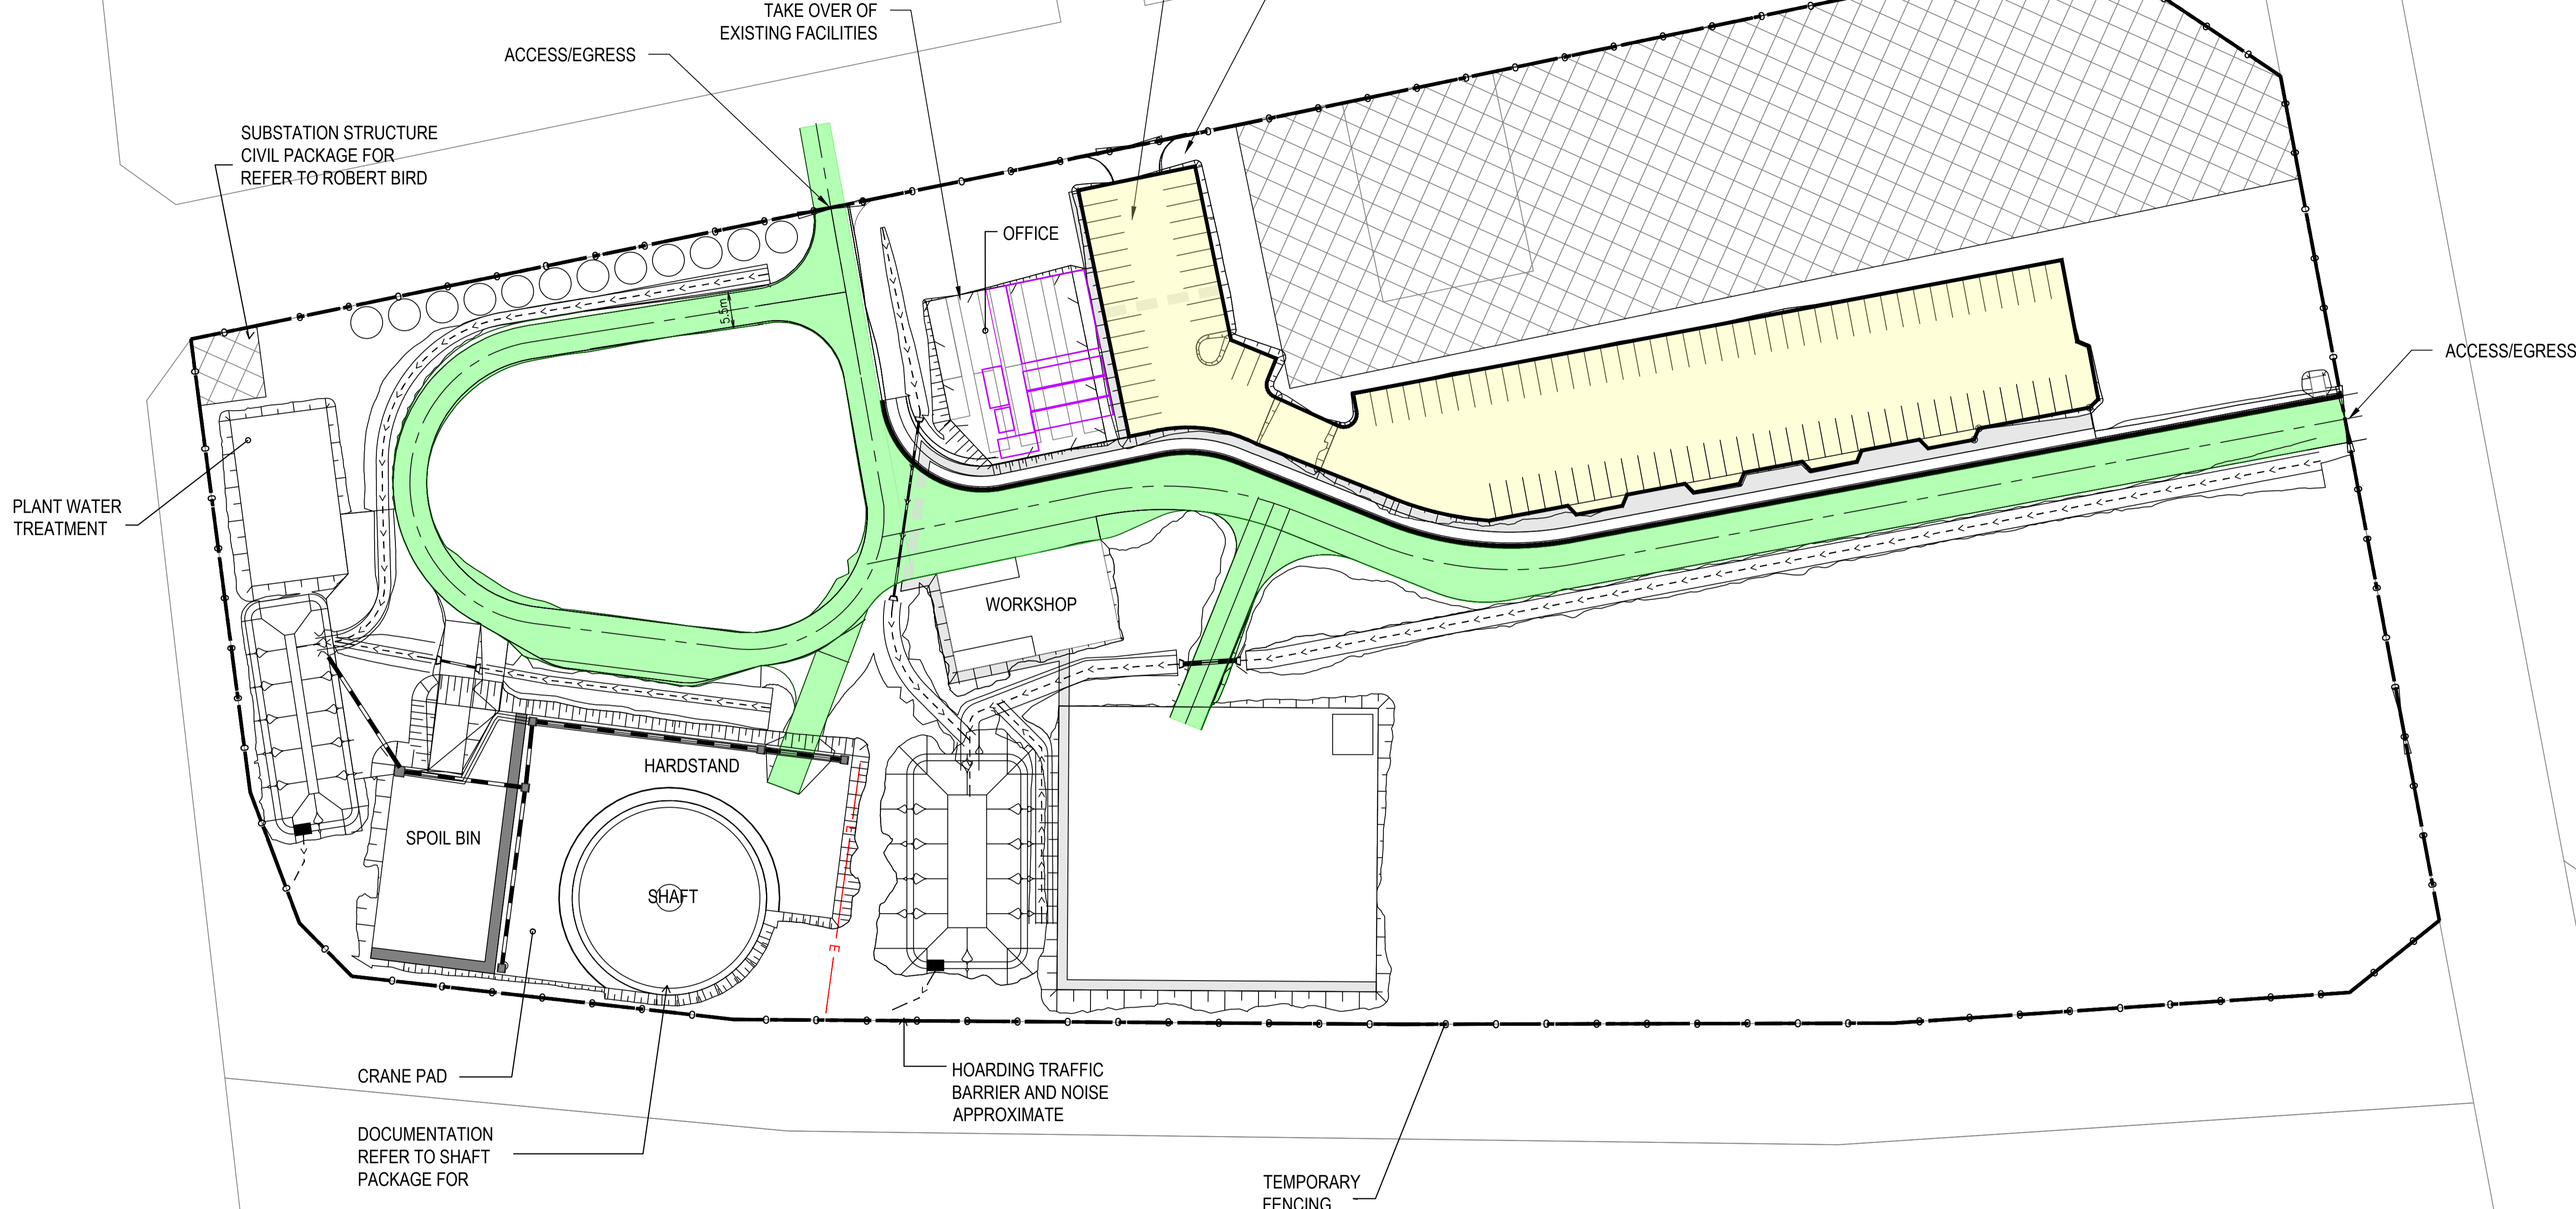 TAKE OVER OF
EXISTING FACILITIES
ACCESS/EGRESS
SUBSTATION STRUCTURE
CIVIL PACKAGE FOR
REFER TO ROBERT BIRD
OFFICE
5.5m
ACCESS/EGRESS
PLANT WATER
TREATMENT
WORKSHOP
HARDSTAND
SPOIL BIN
SHAFT
E
E
CRANE PAD
HOARDING TRAFFIC
BARRIER AND NOISE
APPROXIMATE
DOCUMENTATION
REFER TO SHAFT
PACKAGE FOR
TEMPORARY
FENCING